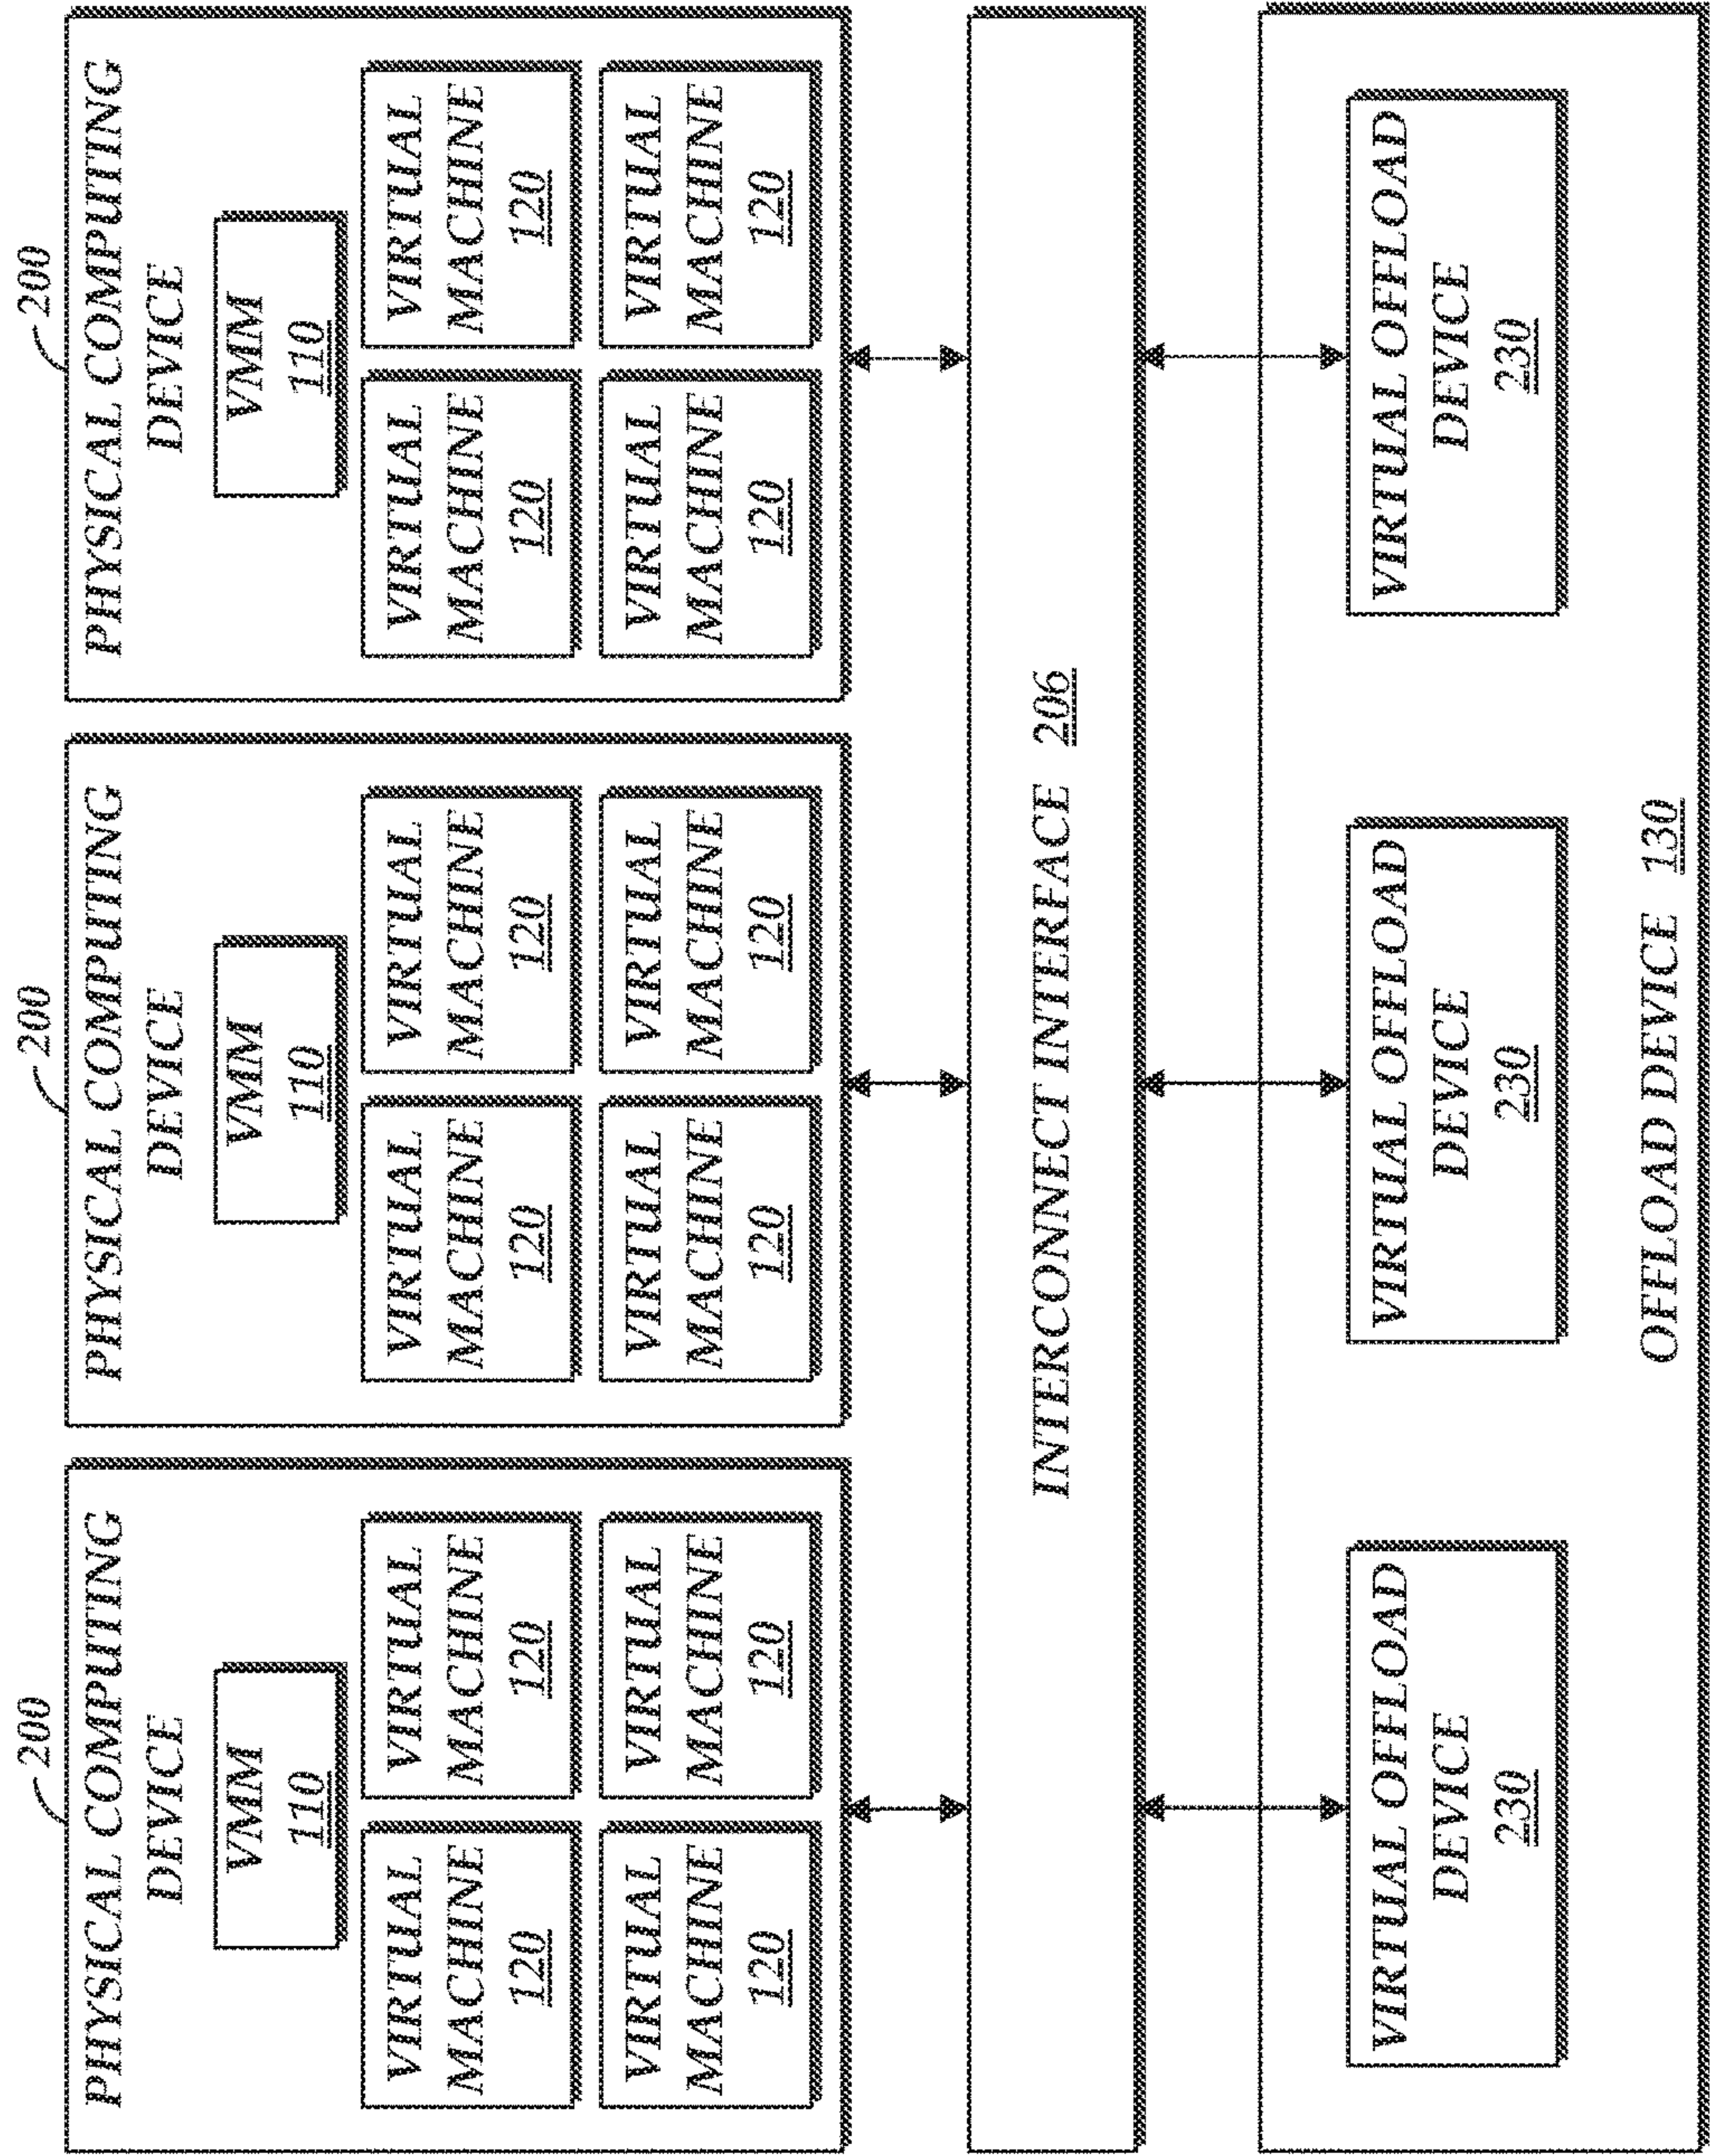 200
PHYSICAL COMPUTING
DEVICE
VMM
110
VIRTUAL
MACHINE
120
VIRTUAL
MACHINE
120
VIRTUAL
MACHINE
120
VIRTUAL
MACHINE
120
200
PHYSICAL COMPUTING
DEVICE
VMM
110
VIRTUAL
MACHINE
120
VIRTUAL
MACHINE
120
VIRTUAL
MACHINE
120
VIRTUAL
MACHINE
120
200
PHYSICAL COMPUTING
DEVICE
VMM
110
VIRTUAL
MACHINE
120
VIRTUAL
MACHINE
120
VIRTUAL
MACHINE
120
VIRTUAL
MACHINE
120
INTERCONNECT INTERFACE 206
VIRTUAL OFFLOAD
DEVICE
230
VIRTUAL OFFLOAD
DEVICE
230
VIRTUAL OFFLOAD
DEVICE
230
OFFLOAD DEVICE 130